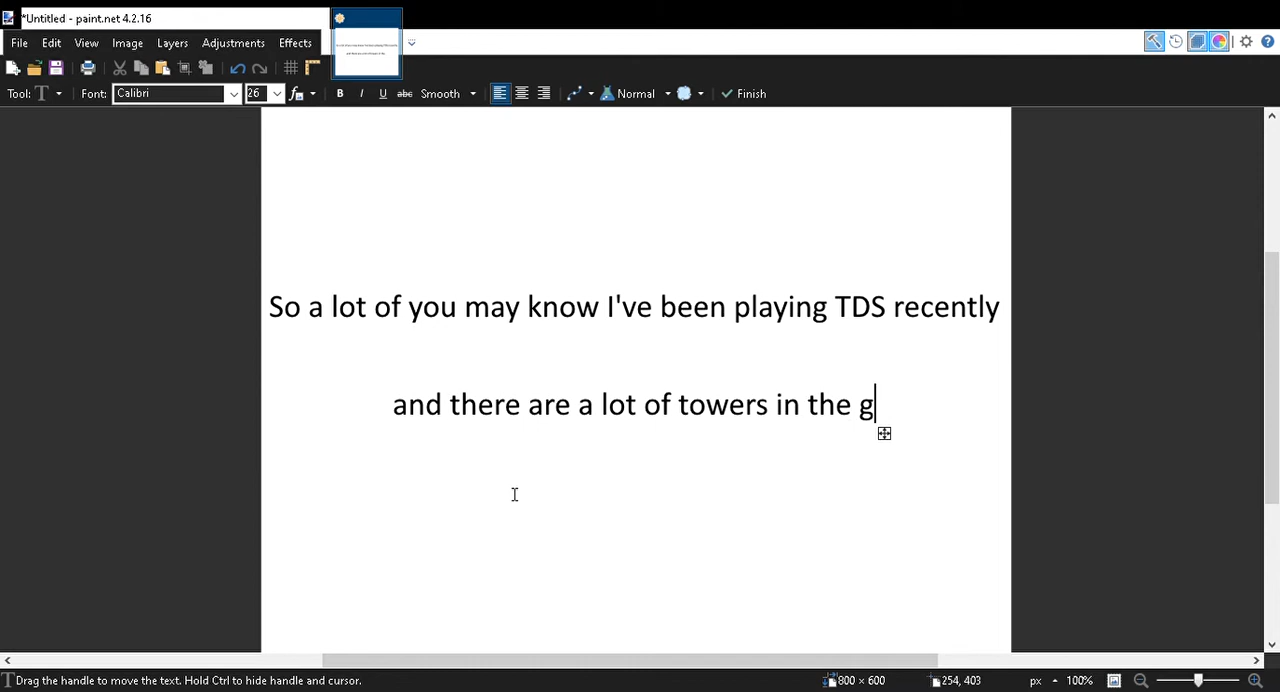 *Untitled - paint.net 4.2.16
File Edit View Image Layers Adjustments Effects
Tool: T Font: Calibri 26 B I U abc Smooth Normal Finish
So a lot of you may know I've been playing TDS recently
and there are a lot of towers in the g
Drag the handle to move the text. Hold Ctrl to hide handle and cursor. 800 × 600 254, 403 px 100%